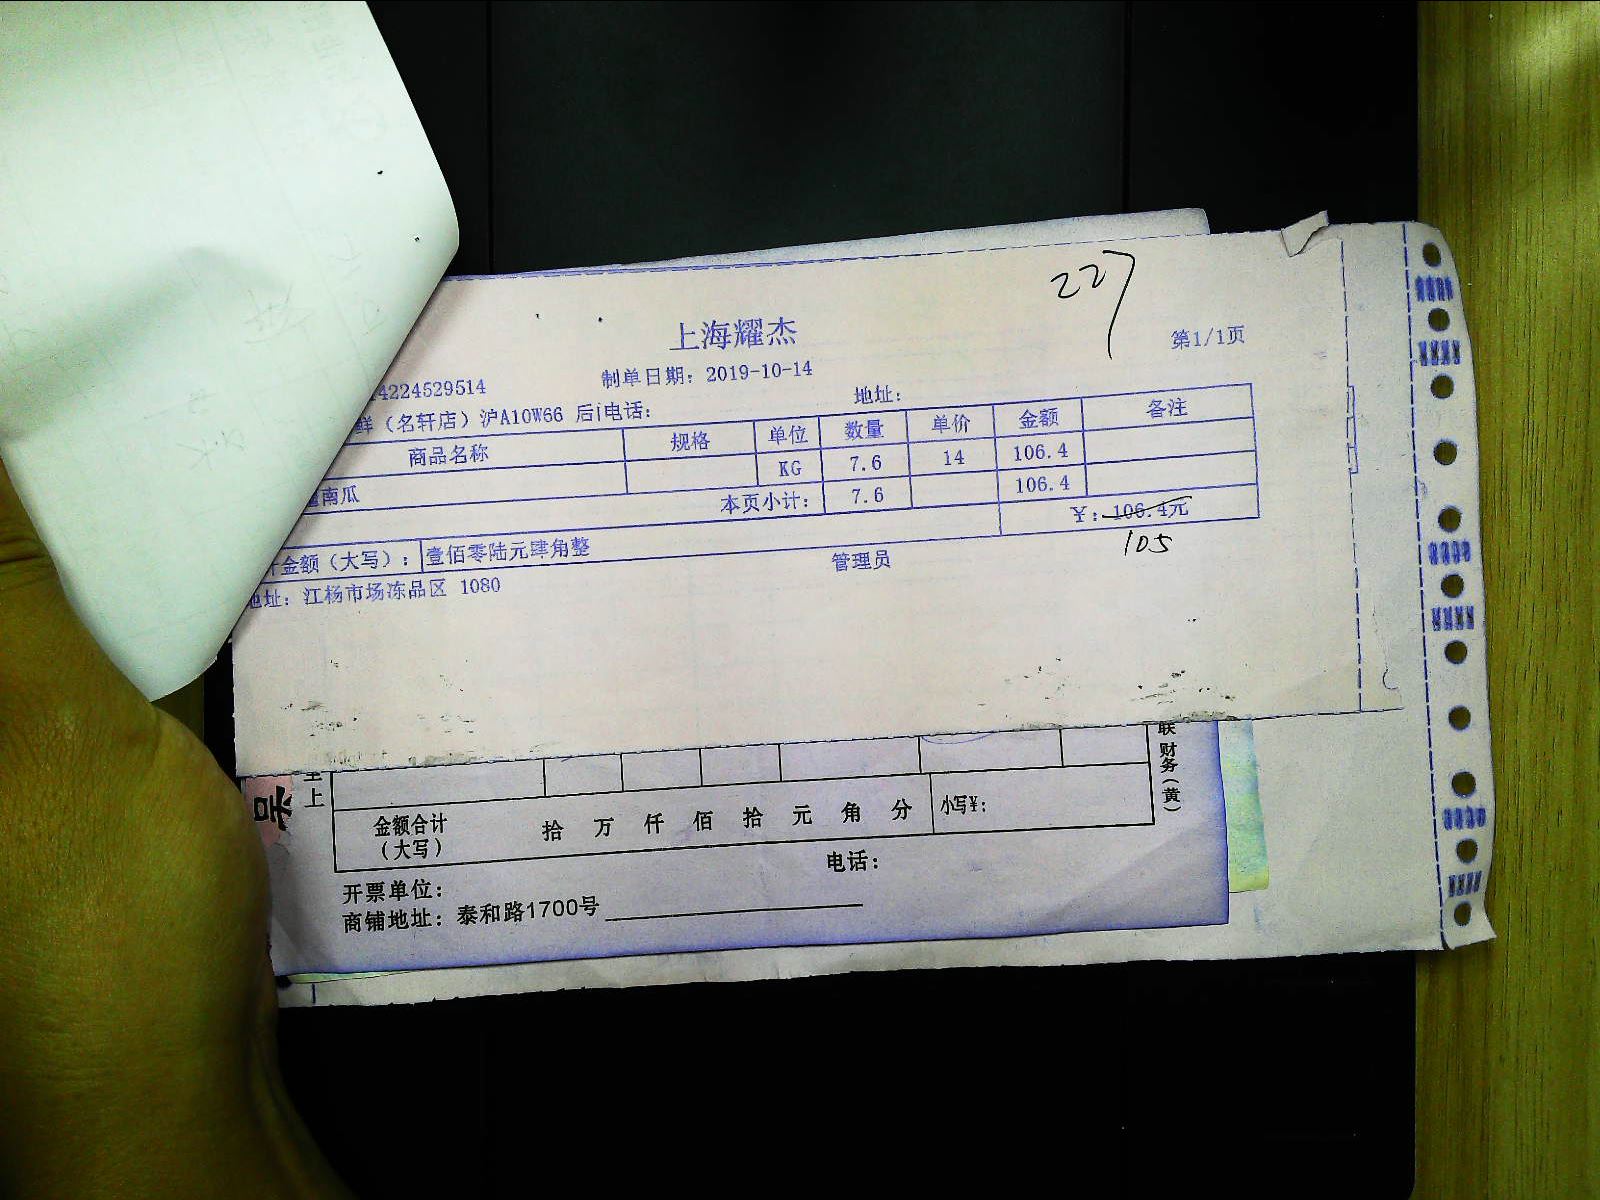 227
上海耀杰
第1/1页
4224529514
制单日期：2019-10-14
鲜（名轩店）沪A10W66 后|电话：
地址：
商品名称 规格 单位 数量 单价 金额 备注
南瓜 KG 7.6 14 106.4
本页小计： 7.6 106.4
￥：106.4元
105
金额（大写）： 壹佰零陆元肆角整
管理员
地址：江杨市场冻品区 1080
上
联财务（黄）
金额合计（大写） 拾 万 仟 佰 拾 元 角 分 小写¥：
开票单位： 电话：
商铺地址：泰和路1700号